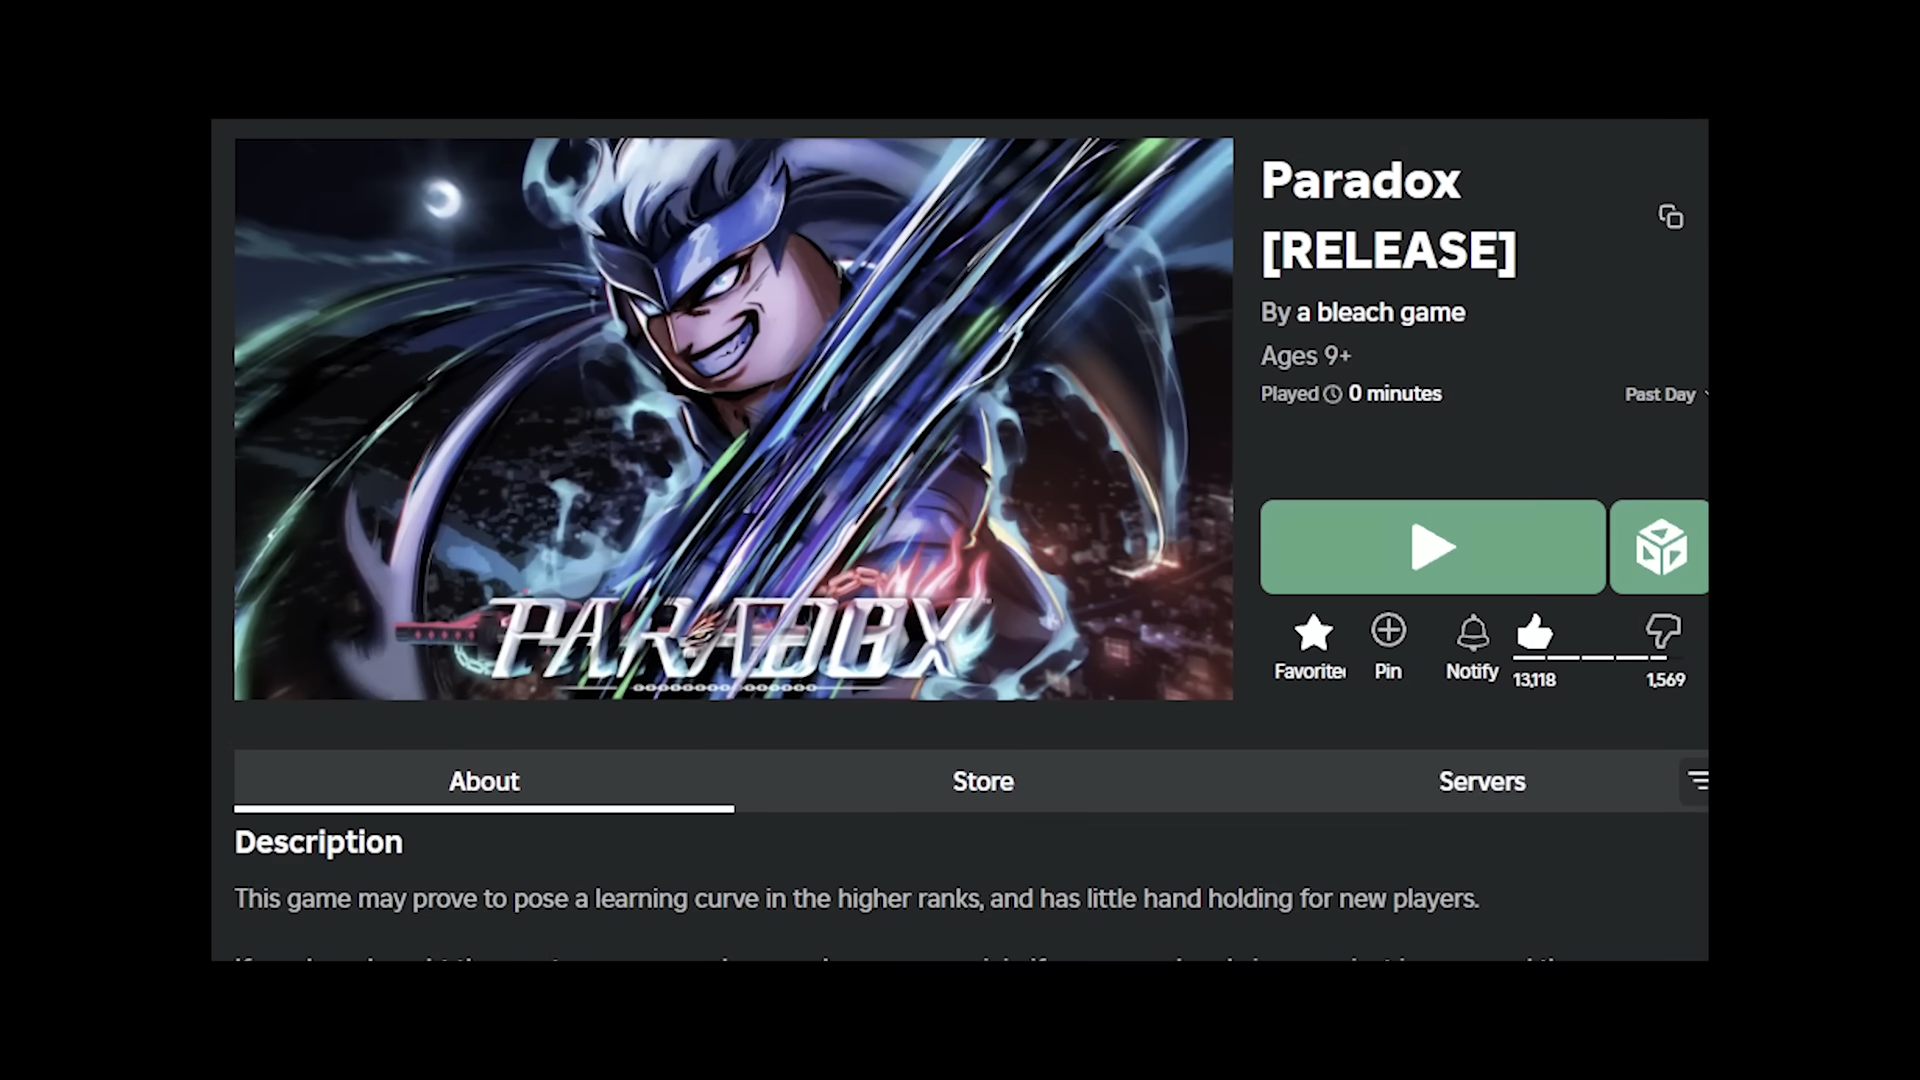 PARADOX
Paradox
[RELEASE]
By a bleach game
Ages 9+
Played 0 minutes
Past Day
Favorite
Pin
Notify
13,118
1,569
About
Store
Servers
Description
This game may prove to pose a learning curve in the higher ranks, and has little hand holding for new players.